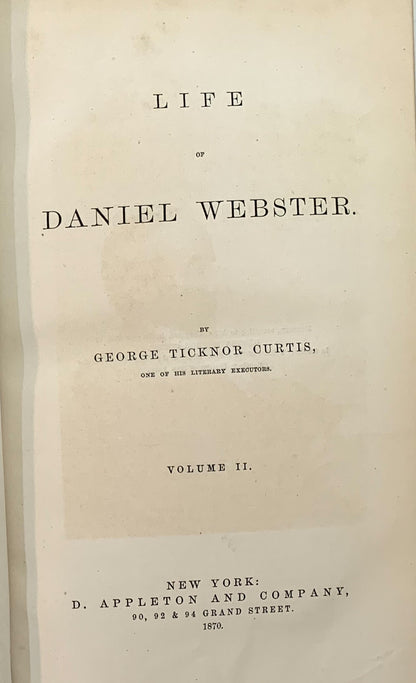 LIFE
OF
DANIEL WEBSTER.
BY
GEORGE TICKNOR CURTIS,
ONE OF HIS LITERARY EXECUTORS.
VOLUME II.
NEW YORK:
D. APPLETON AND COMPANY,
90, 92 & 94 GRAND STREET.
1870.